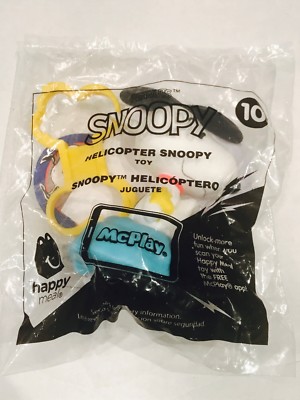 10
SNOOPY
HELICOPTER SNOOPY
TOY
SNOOPY™ HELICÓPTERO
JUGUETE
McPlay®
happy
meal®
Unlock more
fun when you
scan your
Happy Meal
Toy with
the FREE
McPlay® app!